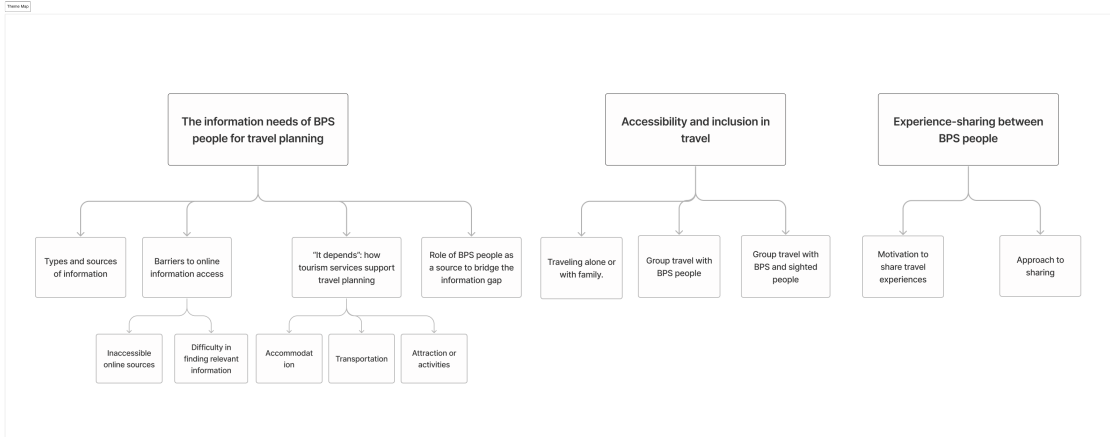 Theme Map
The information needs of BPS
people for travel planning
Accessibility and inclusion in
travel
Experience-sharing between
BPS people
Types and sources
of information
Barriers to online
information access
"It depends": how
tourism services support
travel planning
Role of BPS people as
a source to bridge the
information gap
Traveling alone or
with family.
Group travel with
BPS people
Group travel with
BPS and sighted
people
Motivation to
share travel
experiences
Approach to
sharing
Inaccessible
online sources
Difficulty in
finding relevant
information
Accommodat
ion
Transportation
Attraction or
activities